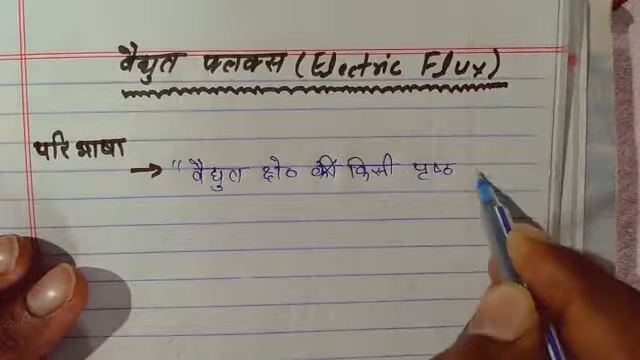 वैद्युत फ्लक्स (Electric Flux)
परिभाषा
→ "वैद्युत क्षेत्र की किसी पृष्ठ